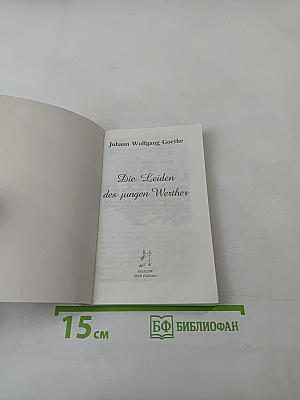 Johann Wolfgang Goethe
Die Leiden
des jungen Werther
MOSCOW
15 см
БФ БИБЛИОФАН